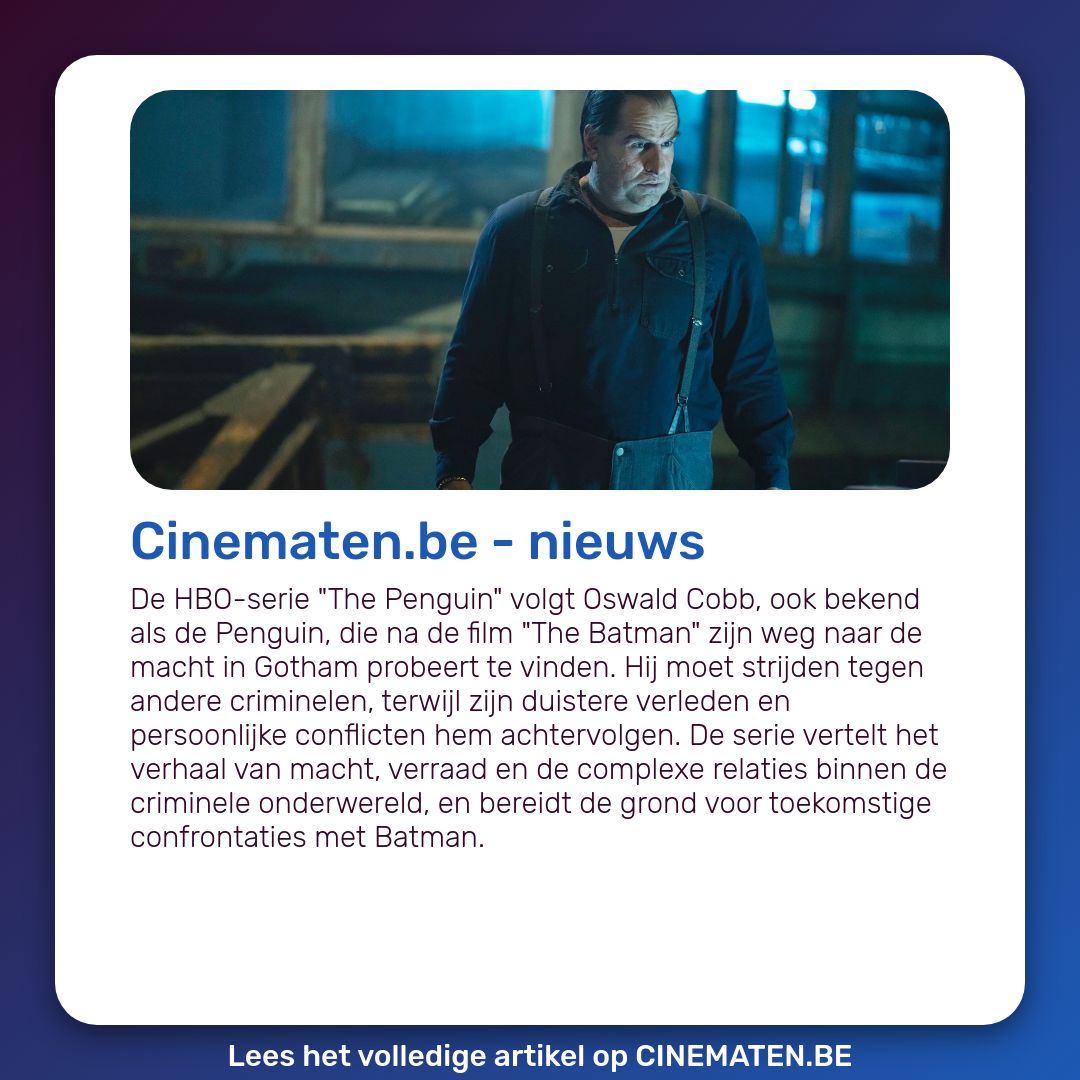 Cinematen.be - nieuws
De HBO-serie "The Penguin" volgt Oswald Cobb, ook bekend
als de Penguin, die na de film "The Batman" zijn weg naar de
macht in Gotham probeert te vinden. Hij moet strijden tegen
andere criminelen, terwijl zijn duistere verleden en
persoonlijke conflicten hem achtervolgen. De serie vertelt het
verhaal van macht, verraad en de complexe relaties binnen de
criminele onderwereld, en bereidt de grond voor toekomstige
confrontaties met Batman.
Lees het volledige artikel op CINEMATEN.BE